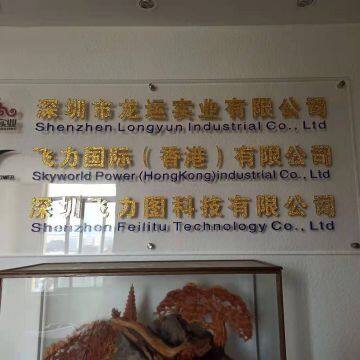 深圳市龙运实业有限公司
Shenzhen Longyun Industrial Co., Ltd
飞力国际（香港）有限公司
Skyworld Power(HongKong)industrial Co., Ltd
深圳飞力图科技有限公司
Shenzhen Feilitu Technology Co., Ltd